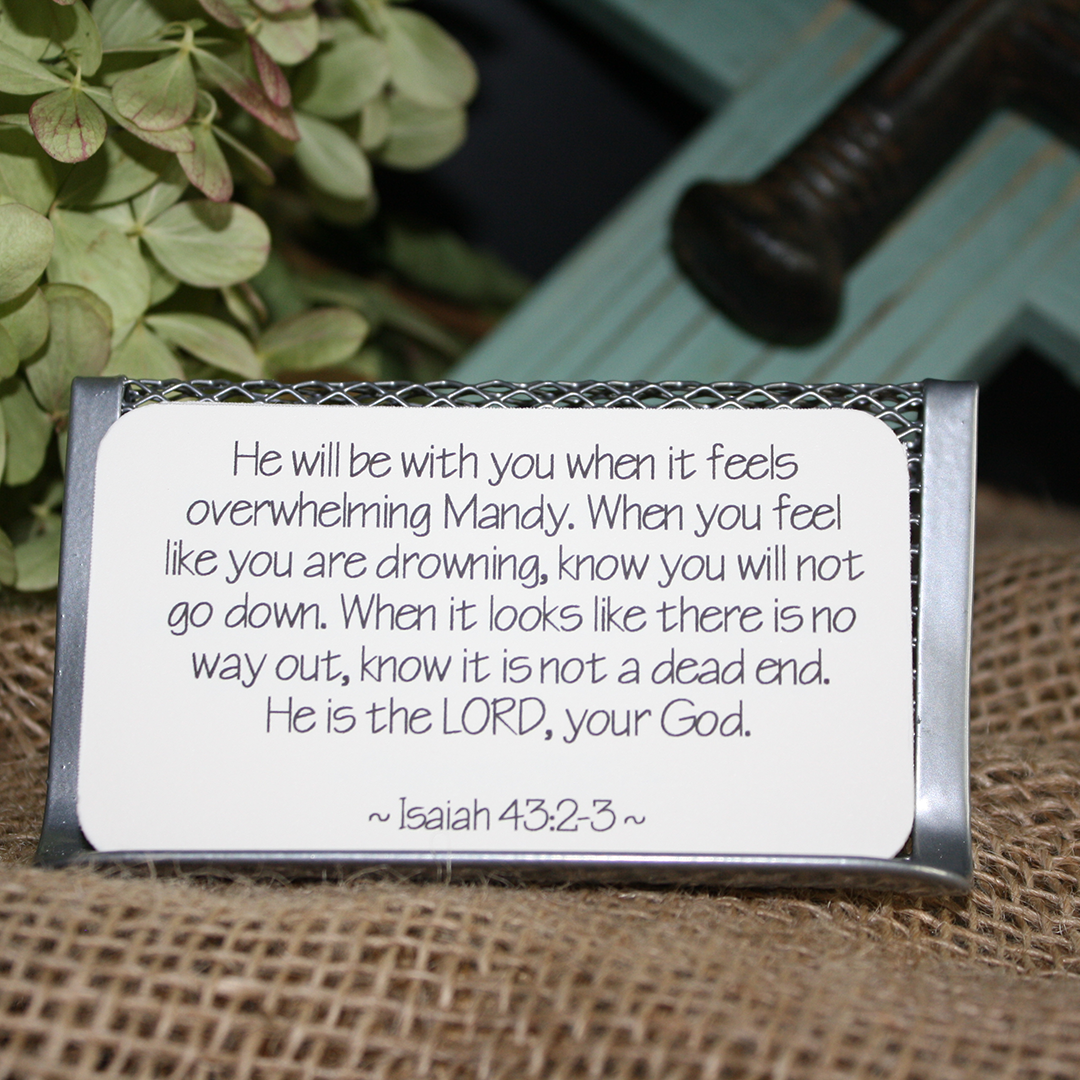 He will be with you when it feels
overwhelming Mandy. When you feel
like you are drowning, know you will not
go down. When it looks like there is no
way out, know it is not a dead end.
He is the LORD, your God.
~ Isaiah 43:2-3 ~